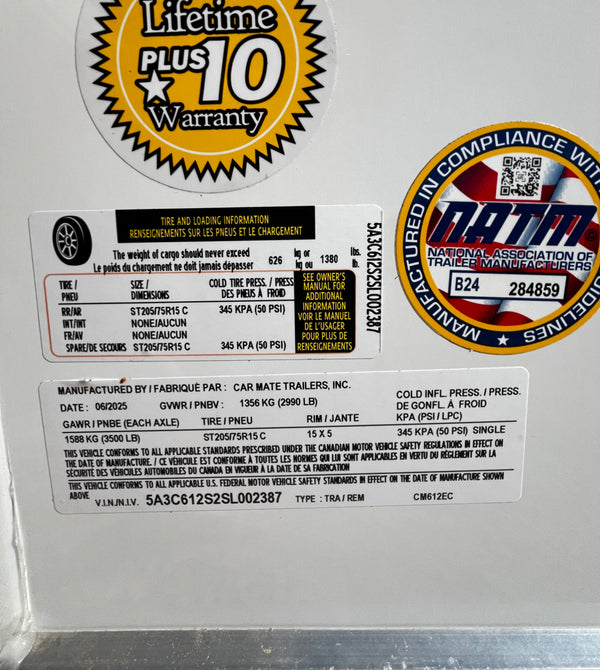 Lifetime
PLUS 10
Warranty
MANUFACTURED IN COMPLIANCE WITH
GUIDELINES
NATM
NATIONAL ASSOCIATION OF
TRAILER MANUFACTURERS
B24 284859
TIRE AND LOADING INFORMATION
RENSEIGNEMENTS SUR LES PNEUS ET LE CHARGEMENT
The weight of cargo should never exceed 626 kg or 1380 lbs.
Le poids du chargement ne doit jamais dépasser kg ou lb.
TIRE / SIZE / COLD TIRE PRESS. / PRESS
PNEU DIMENSIONS DES PNEUS À FROID
RR/AR ST205/75R15 C 345 KPA (50 PSI)
INT/INT NONE/AUCUN
FR/AV NONE/AUCUN
SPARE/DE SECOURS ST205/75R15 C 345 KPA (50 PSI)
SEE OWNER'S
MANUAL FOR
ADDITIONAL
INFORMATION
VOIR LE MANUEL
DE L'USAGER
POUR PLUS DE
RENSEIGNEMENTS
5A3C612S2SL002387
MANUFACTURED BY / FABRIQUÉ PAR : CAR MATE TRAILERS, INC.
DATE : 06/2025 GVWR / PNBV : 1356 KG (2990 LB)
COLD INFL. PRESS. / PRESS.
DE GONFL. À FROID
KPA (PSI / LPC)
GAWR / PNBE (EACH AXLE) TIRE / PNEU RIM / JANTE
1588 KG (3500 LB) ST205/75R15 C 15 X 5 345 KPA (50 PSI) SINGLE
THIS VEHICLE CONFORMS TO ALL APPLICABLE STANDARDS PRESCRIBED UNDER THE CANADIAN MOTOR VEHICLE SAFETY REGULATIONS IN EFFECT ON
THE DATE OF MANUFACTURE. / CE VÉHICULE EST CONFORME À TOUTES LES NORMES QUI LUI SONT APPLICABLES EN VERTU DU RÈGLEMENT SUR LA
SÉCURITÉ DES VÉHICULES AUTOMOBILES DU CANADA EN VIGUEUR À LA DATE DE SA FABRICATION
THIS VEHICLE CONFORMS TO ALL APPLICABLE U.S. FEDERAL MOTOR VEHICLE SAFETY STANDARDS IN EFFECT ON THE DATE OF MANUFACTURE SHOWN
ABOVE V.I.N./N.I.V. 5A3C612S2SL002387 TYPE : TRA / REM CM612EC